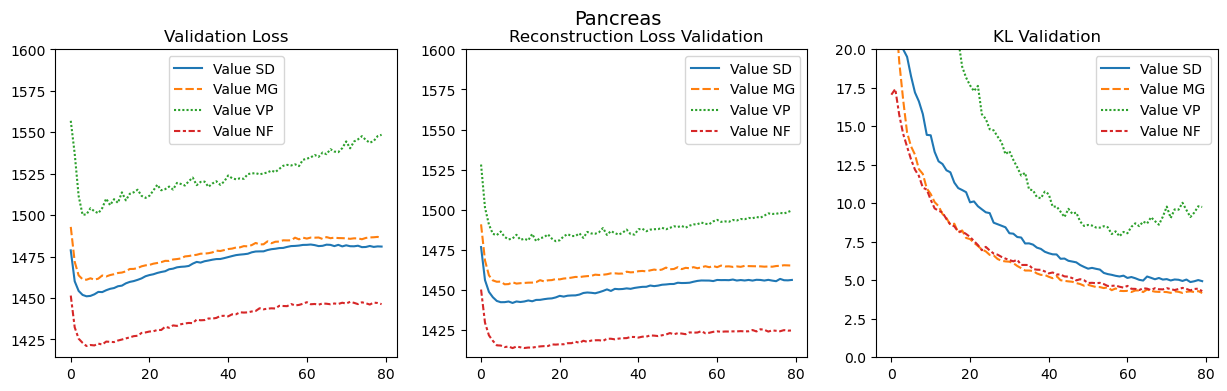 Pancreas
Validation Loss
1600
1575
1550
1525
1500
1475
1450
1425
0
20
40
60
80
Value SD
Value MG
Value VP
Value NF
Reconstruction Loss Validation
1600
1575
1550
1525
1500
1475
1450
1425
0
20
40
60
80
Value SD
Value MG
Value VP
Value NF
KL Validation
20.0
17.5
15.0
12.5
10.0
7.5
5.0
2.5
0.0
0
20
40
60
80
Value SD
Value MG
Value VP
Value NF